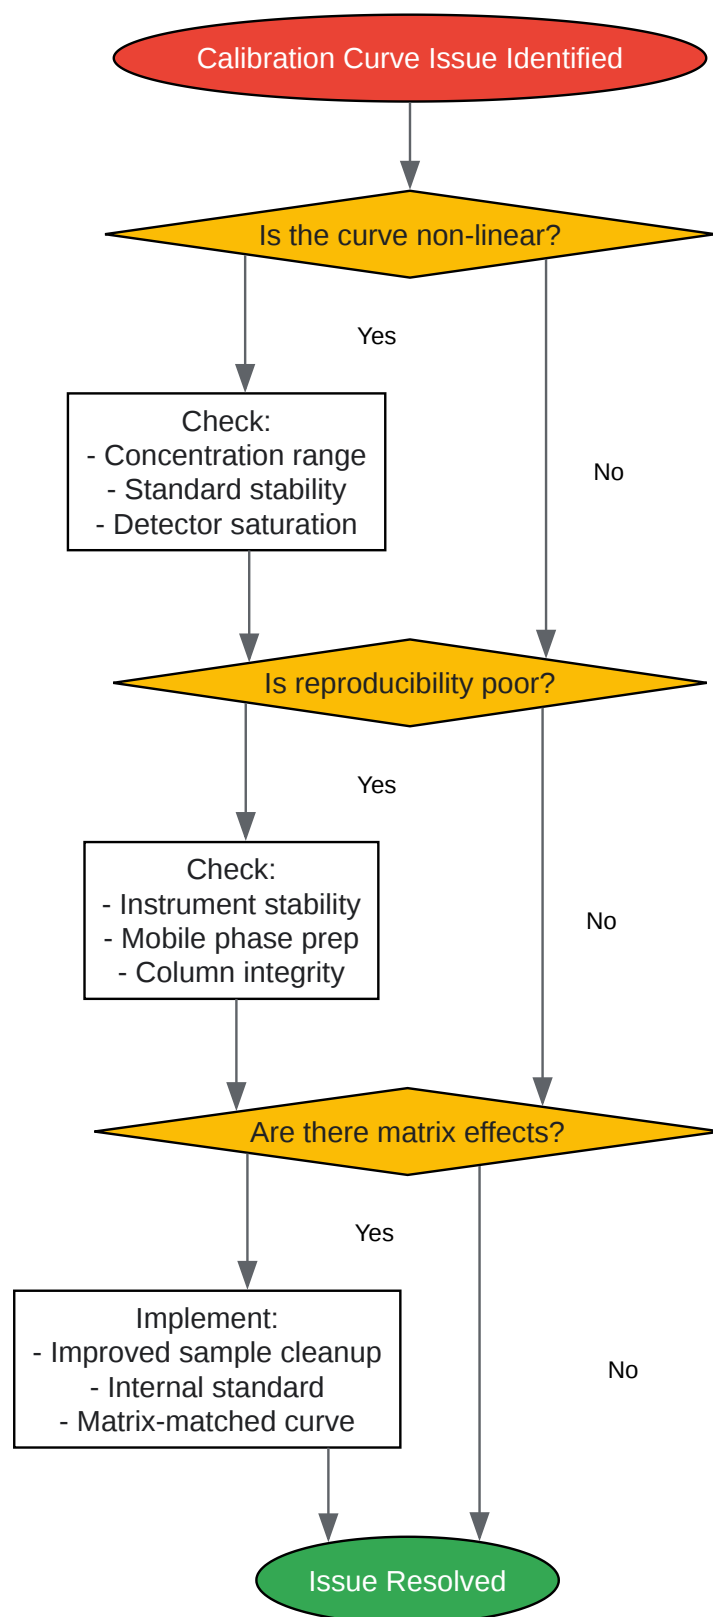 Calibration Curve Issue Identified
Is the curve non-linear?
Yes
Check:
- Concentration range
- Standard stability
- Detector saturation
No
Is reproducibility poor?
Yes
Check:
- Instrument stability
- Mobile phase prep
- Column integrity
No
Are there matrix effects?
Yes
Implement:
- Improved sample cleanup
- Internal standard
- Matrix-matched curve
No
Issue Resolved